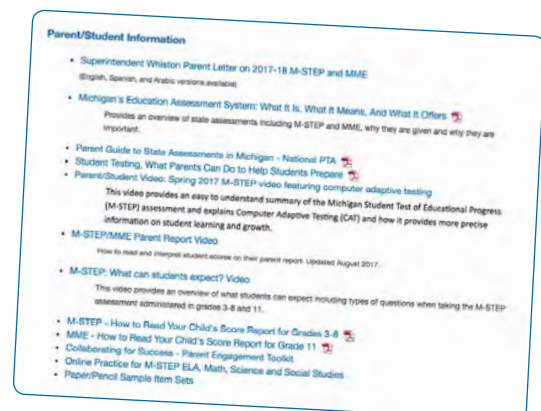 Parent/Student Information
• Superintendent Whiston Parent Letter on 2017-18 M-STEP and MME
(English, Spanish, and Arabic versions available)
• Michigan's Education Assessment System: What It Is, What It Means, And What It Offers
Provides an overview of state assessments including M-STEP and MME, why they are given and why they are
important.
• Parent Guide to State Assessments in Michigan - National PTA
• Student Testing, What Parents Can Do to Help Students Prepare
• Parent/Student Video: Spring 2017 M-STEP video featuring computer adaptive testing
This video provides an easy to understand summary of the Michigan Student Test of Educational Progress
(M-STEP) assessment and explains Computer Adaptive Testing (CAT) and how it provides more precise
information on student learning and growth.
• M-STEP/MME Parent Report Video
How to read and interpret student scores on their parent report. Updated August 2017.
• M-STEP: What can students expect? Video
This video provides an overview of what students can expect including types of questions when taking the M-STEP
assessment administered in grades 3-8 and 11.
• M-STEP - How to Read Your Child's Score Report for Grades 3-8
• MME - How to Read Your Child's Score Report for Grade 11
• Collaborating for Success - Parent Engagement Toolkit
• Online Practice for M-STEP ELA, Math, Science and Social Studies
• Paper/Pencil Sample Item Sets